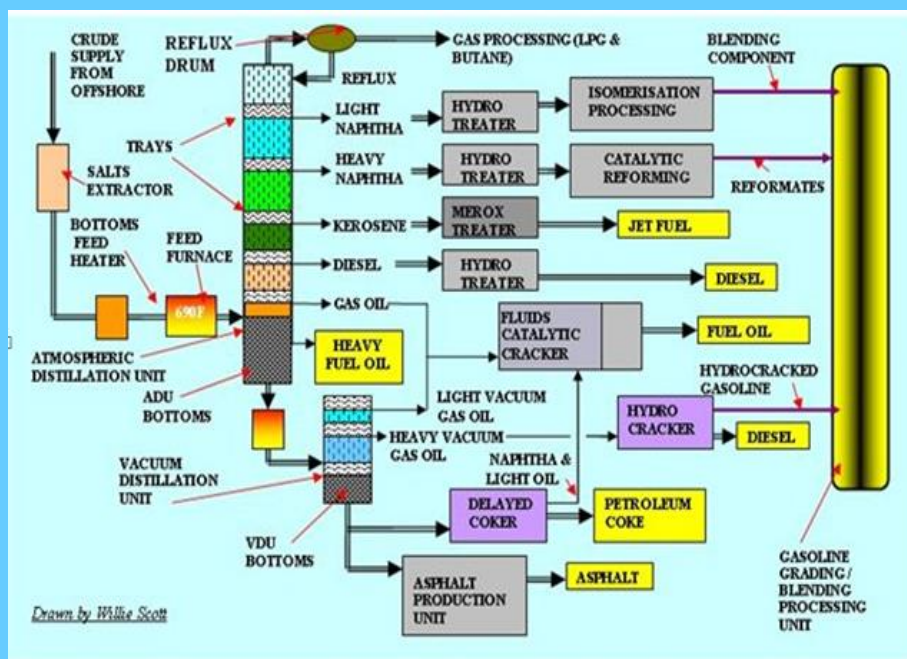 CRUDE
SUPPLY
FROM
OFFSHORE
REFLUX
DRUM
GAS PROCESSING (LPG &
BUTANE)
BLENDING
COMPONENT
REFLUX
LIGHT
NAPHTHA
HYDRO
TREATER
ISOMERISATION
PROCESSING
TRAYS
SALTS
EXTRACTOR
HEAVY
NAPHTHA
HYDRO
TREATER
CATALYTIC
REFORMING
REFORMATES
BOTTOMS
FEED
HEATER
FEED
FURNACE
KEROSENE
MEROX
TREATER
JET FUEL
DIESEL
HYDRO
TREATER
DIESEL
690F
GAS OIL
FLUIDS
CATALYTIC
CRACKER
FUEL OIL
ATMOSPHERIC
DISTILLATION UNIT
HEAVY
FUEL OIL
HYDROCRACKED
GASOLINE
ADU
BOTTOMS
LIGHT VACUUM
GAS OIL
HYDRO
CRACKER
DIESEL
HEAVY VACUUM
GAS OIL
VACUUM
DISTILLATION
UNIT
NAPHTHA &
LIGHT OIL
DELAYED
COKER
PETROLEUM
COKE
VDU
BOTTOMS
ASPHALT
PRODUCTION
UNIT
ASPHALT
GASOLINE
GRADING /
BLENDING
PROCESSING
UNIT
Drawn by Willie Scott